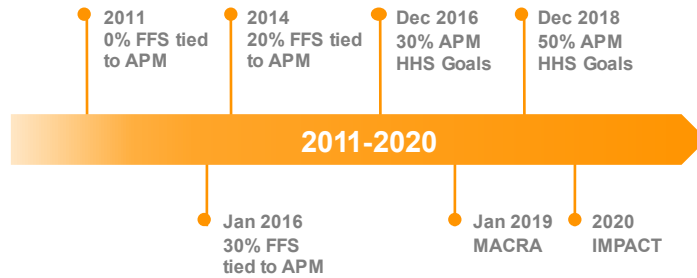 2011
0% FFS tied
to APM
2014
20% FFS tied
to APM
Dec 2016
30% APM
HHS Goals
Dec 2018
50% APM
HHS Goals
2011-2020
Jan 2016
30% FFS
tied to APM
Jan 2019
MACRA
2020
IMPACT